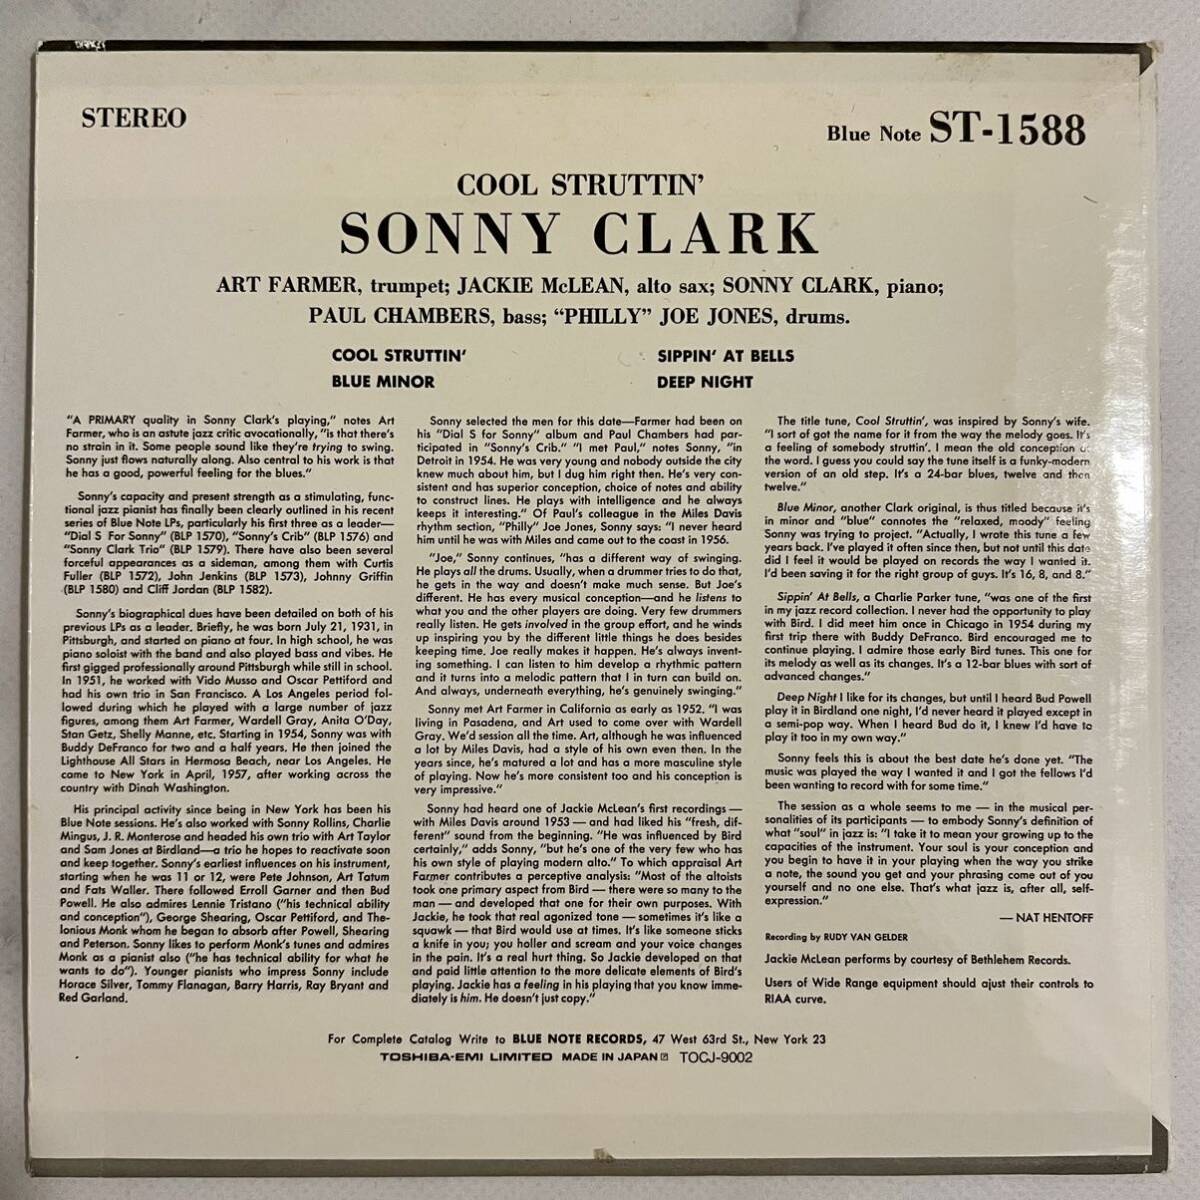 STEREO
Blue Note ST-1588
COOL STRUTTIN'
SONNY CLARK
ART FARMER, trumpet; JACKIE McLEAN, alto sax; SONNY CLARK, piano;
PAUL CHAMBERS, bass; "PHILLY" JOE JONES, drums.
COOL STRUTTIN'
BLUE MINOR
SIPPIN' AT BELLS
DEEP NIGHT
"A PRIMARY quality in Sonny Clark's playing," notes Art
Farmer, who is an astute jazz critic avocationally, "is that there's
no strain in it. Some people sound like they're trying to swing.
Sonny just flows naturally along. Also central to his work is that
he has a good, powerful feeling for the blues."
Sonny's capacity and present strength as a stimulating, func-
tional jazz pianist has finally been clearly outlined in his recent
series of Blue Note LPs, particularly his first three as a leader—
"Dial S For Sonny" (BLP 1570), "Sonny's Crib" (BLP 1576) and
"Sonny Clark Trio" (BLP 1579). There have also been several
forceful appearances as a sideman, among them with Curtis
Fuller (BLP 1572), John Jenkins (BLP 1573), Johnny Griffin
(BLP 1580) and Cliff Jordan (BLP 1582).
Sonny's biographical dues have been detailed on both of his
previous LPs as a leader. Briefly, he was born July 21, 1931, in
Pittsburgh, and started on piano at four. In high school, he was
piano soloist with the band and also played bass and vibes. He
first gigged professionally around Pittsburgh while still in school.
In 1951, he worked with Vido Musso and Oscar Pettiford and
had his own trio in San Francisco. A Los Angeles period fol-
lowed during which he played with a large number of jazz
figures, among them Art Farmer, Wardell Gray, Anita O'Day,
Stan Getz, Shelly Manne, etc. Starting in 1954, Sonny was with
Buddy DeFranco for two and a half years. He then joined the
Lighthouse All Stars in Hermosa Beach, near Los Angeles. He
came to New York in April, 1957, after working across the
country with Dinah Washington.
His principal activity since being in New York has been his
Blue Note sessions. He's also worked with Sonny Rollins, Charlie
Mingus, J. R. Monterose and headed his own trio with Art Taylor
and Sam Jones at Birdland—a trio he hopes to reactivate soon
and keep together. Sonny's earliest influences on his instrument,
starting when he was 11 or 12, were Pete Johnson, Art Tatum
and Fats Waller. There followed Erroll Garner and then Bud
Powell. He also admires Lennie Tristano ("his technical ability
and conception"), George Shearing, Oscar Pettiford, and The-
lonious Monk whom he began to absorb after Powell, Shearing
and Peterson. Sonny likes to perform Monk's tunes and admires
Monk as a pianist also ("he has technical ability for what he
wants to do"). Younger pianists who impress Sonny include
Horace Silver, Tommy Flanagan, Barry Harris, Ray Bryant and
Red Garland.
Sonny selected the men for this date—Farmer had been on
his "Dial S for Sonny" album and Paul Chambers had par-
ticipated in "Sonny's Crib." "I met Paul," notes Sonny, "in
Detroit in 1954. He was very young and nobody outside the city
knew much about him, but I dug him right then. He's very con-
sistent and has superior conception, choice of notes and ability
to construct lines. He plays with intelligence and he always
keeps it interesting." Of Paul's colleague in the Miles Davis
rhythm section, "Philly" Joe Jones, Sonny says: "I never heard
him until he was with Miles and came out to the coast in 1956.
"Joe," Sonny continues, "has a different way of swinging.
He plays all the drums. Usually, when a drummer tries to do that,
he gets in the way and doesn't make much sense. But Joe's
different. He has every musical conception—and he listens to
what you and the other players are doing. Very few drummers
really listen. He gets involved in the group effort, and he winds
up inspiring you by the different little things he does besides
keeping time. Joe really makes it happen. He's always invent-
ing something. I can listen to him develop a rhythmic pattern
and it turns into a melodic pattern that I in turn can build on.
And always, underneath everything, he's genuinely swinging."
Sonny met Art Farmer in California as early as 1952. "I was
living in Pasadena, and Art used to come over with Wardell
Gray. We'd session all the time. Art, although he was influenced
a lot by Miles Davis, had a style of his own even then. In the
years since, he's matured a lot and has a more masculine style
of playing. Now he's more consistent too and his conception is
very impressive."
Sonny had heard one of Jackie McLean's first recordings —
with Miles Davis around 1953 — and had liked his "fresh, dif-
ferent" sound from the beginning. "He was influenced by Bird
certainly," adds Sonny, "but he's one of the very few who has
his own style of playing modern alto." To which appraisal Art
Farmer contributes a perceptive analysis: "Most of the altoists
took one primary aspect from Bird — there were so many to the
man — and developed that one for their own purposes. With
Jackie, he took that real agonized tone — sometimes it's like a
squawk — that Bird would use at times. It's like someone sticks
a knife in you; you holler and scream and your voice changes
in the pain. It's a real hurt thing. So Jackie developed on that
and paid little attention to the more delicate elements of Bird's
playing. Jackie has a feeling in his playing that you know imme-
diately is him. He doesn't just copy."
The title tune, Cool Struttin', was inspired by Sonny's wife.
"I sort of got the name for it from the way the melody goes. It's
a feeling of somebody struttin'. I mean the old conception of
the word. I guess you could say the tune itself is a funky-modern
version of an old step. It's a 24-bar blues, twelve and then
twelve."
Blue Minor, another Clark original, is thus titled because it's
in minor and "blue" connotes the "relaxed, moody" feeling
Sonny was trying to project. "Actually, I wrote this tune a few
years back. I've played it often since then, but not until this date
did I feel it would be played on records the way I wanted it.
I'd been saving it for the right group of guys. It's 16, 8, and 8."
Sippin' At Bells, a Charlie Parker tune, "was one of the first
in my jazz record collection. I never had the opportunity to play
with Bird. I did meet him once in Chicago in 1954 during my
first trip there with Buddy DeFranco. Bird encouraged me to
continue playing. I admire those early Bird tunes. This one for
its melody as well as its changes. It's a 12-bar blues with sort of
advanced changes."
Deep Night I like for its changes, but until I heard Bud Powell
play it in Birdland one night, I'd never heard it played except in
a semi-pop way. When I heard Bud do it, I knew I'd have to
play it too in my own way."
Sonny feels this is about the best date he's done yet. "The
music was played the way I wanted it and I got the fellows I'd
been wanting to record with for some time."
The session as a whole seems to me — in the musical per-
sonalities of its participants — to embody Sonny's definition of
what "soul" in jazz is: "I take it to mean your growing up to the
capacities of the instrument. Your soul is your conception and
you begin to have it in your playing when the way you strike
a note, the sound you get and your phrasing come out of you
yourself and no one else. That's what jazz is, after all, self-
expression."
— NAT HENTOFF
Recording by RUDY VAN GELDER
Jackie McLean performs by courtesy of Bethlehem Records.
Users of Wide Range equipment should ajust their controls to
RIAA curve.
For Complete Catalog Write to BLUE NOTE RECORDS, 47 West 63rd St., New York 23
TOSHIBA-EMI LIMITED MADE IN JAPAN TOCJ-9002